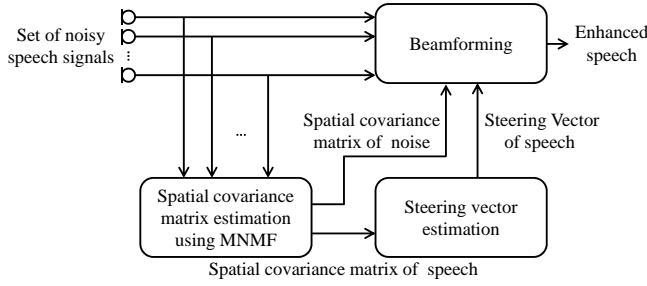 Set of noisy
speech signals
...
Beamforming
Enhanced
speech
...
Spatial covariance
matrix of noise
Steering Vector
of speech
Spatial covariance
matrix estimation
using MNMF
Steering vector
estimation
Spatial covariance matrix of speech